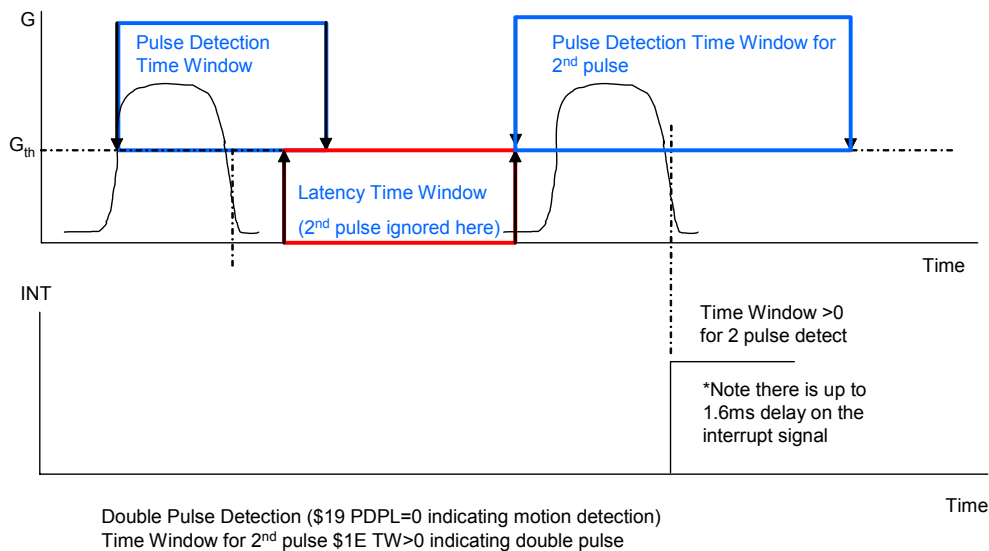 G
Pulse Detection
Time Window
Pulse Detection Time Window for
2nd pulse
Gth
Latency Time Window
(2nd pulse ignored here)
Time
INT
Time Window >0
for 2 pulse detect
*Note there is up to
1.6ms delay on the
interrupt signal
Time
Double Pulse Detection ($19 PDPL=0 indicating motion detection)
Time Window for 2nd pulse $1E TW>0 indicating double pulse